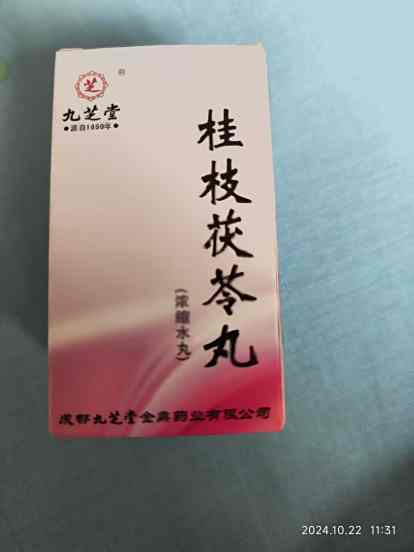 芝
九芝堂
●源自1650年●
桂枝茯苓丸
(浓缩水丸)
成都九芝堂金鼎药业有限公司
2024.10.22 11:31